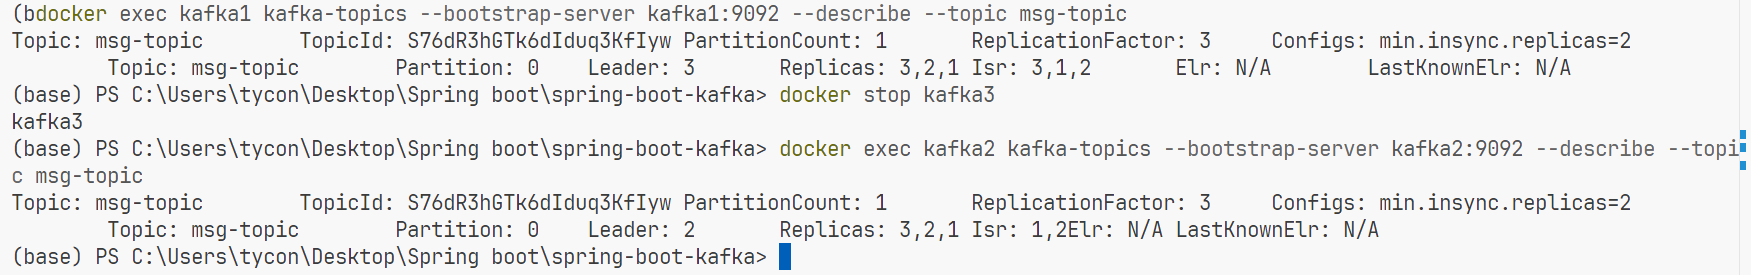 (bdocker exec kafka1 kafka-topics --bootstrap-server kafka1:9092 --describe --topic msg-topic
Topic: msg-topic        TopicId: S76dR3hGTk6dIduq3KfIyw PartitionCount: 1       ReplicationFactor: 3     Configs: min.insync.replicas=2
        Topic: msg-topic        Partition: 0    Leader: 3       Replicas: 3,2,1 Isr: 3,1,2       Elr: N/A        LastKnownElr: N/A
(base) PS C:\Users\tycon\Desktop\Spring boot\spring-boot-kafka> docker stop kafka3
kafka3
(base) PS C:\Users\tycon\Desktop\Spring boot\spring-boot-kafka> docker exec kafka2 kafka-topics --bootstrap-server kafka2:9092 --describe --topi
c msg-topic
Topic: msg-topic        TopicId: S76dR3hGTk6dIduq3KfIyw PartitionCount: 1       ReplicationFactor: 3     Configs: min.insync.replicas=2
        Topic: msg-topic        Partition: 0    Leader: 2       Replicas: 3,2,1 Isr: 1,2Elr: N/A LastKnownElr: N/A
(base) PS C:\Users\tycon\Desktop\Spring boot\spring-boot-kafka>